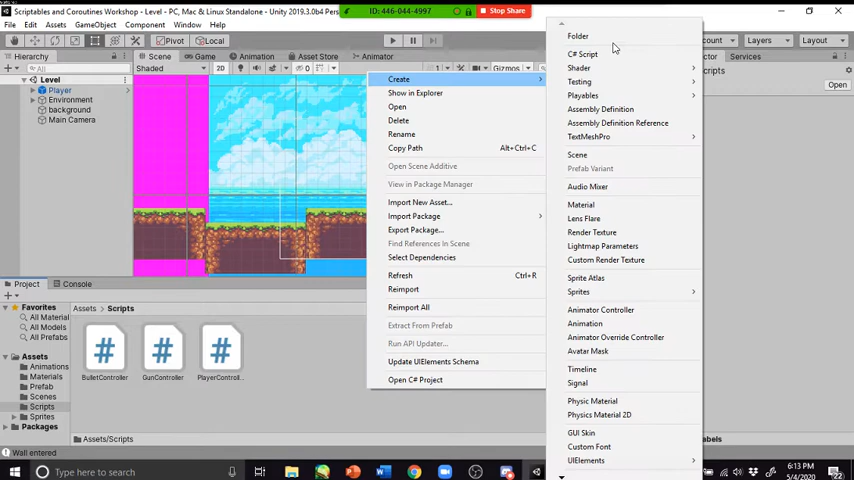 Scriptables and Coroutines Workshop - Level - PC, Mac & Linux Standalone - Unity 2019.3.0b4 Pers
ID: 446-044-4997
Stop Share
File Edit Assets GameObject Component Window Help
Pivot
Local
Layers
Layout
Hierarchy
Scene
Game
Animation
Asset Store
Animator
Services
All
Shaded
2D
0
Gizmos
Level
Player
Environment
background
Main Camera
Open
Create
Show in Explorer
Open
Delete
Rename
Copy Path Alt+Ctrl+C
Open Scene Additive
View in Package Manager
Import New Asset...
Import Package
Export Package...
Find References In Scene
Select Dependencies
Refresh Ctrl+R
Reimport
Reimport All
Extract From Prefab
Run API Updater...
Update UIElements Schema
Open C# Project
Folder
C# Script
Shader
Testing
Playables
Assembly Definition
Assembly Definition Reference
TextMeshPro
Scene
Prefab Variant
Audio Mixer
Material
Lens Flare
Render Texture
Lightmap Parameters
Custom Render Texture
Sprite Atlas
Sprites
Animator Controller
Animation
Animator Override Controller
Avatar Mask
Timeline
Signal
Physic Material
Physics Material 2D
GUI Skin
Custom Font
UIElements
Project
Console
Favorites
All Material
All Models
All Prefabs
Assets
Animations
Materials
Prefab
Scenes
Scripts
Sprites
Packages
Assets > Scripts
BulletController
GunController
PlayerControll...
Assets/Scripts
Wall entered
Type here to search
6:13 PM
5/4/2020
22